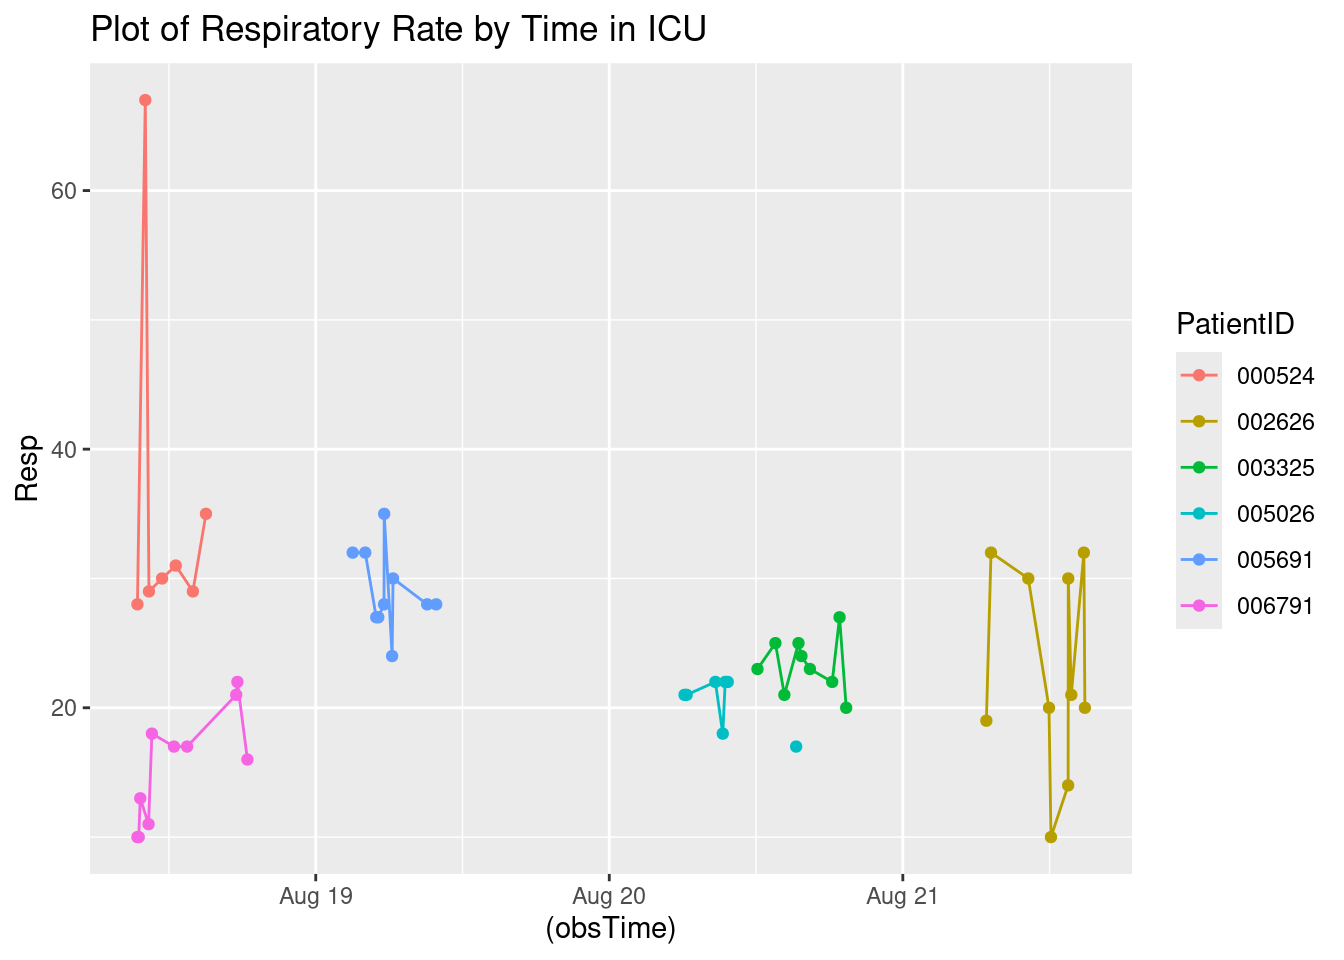 Plot of Respiratory Rate by Time in ICU
60
40
20
Resp
Aug 19
Aug 20
Aug 21
(obsTime)
PatientID
000524
002626
003325
005026
005691
006791